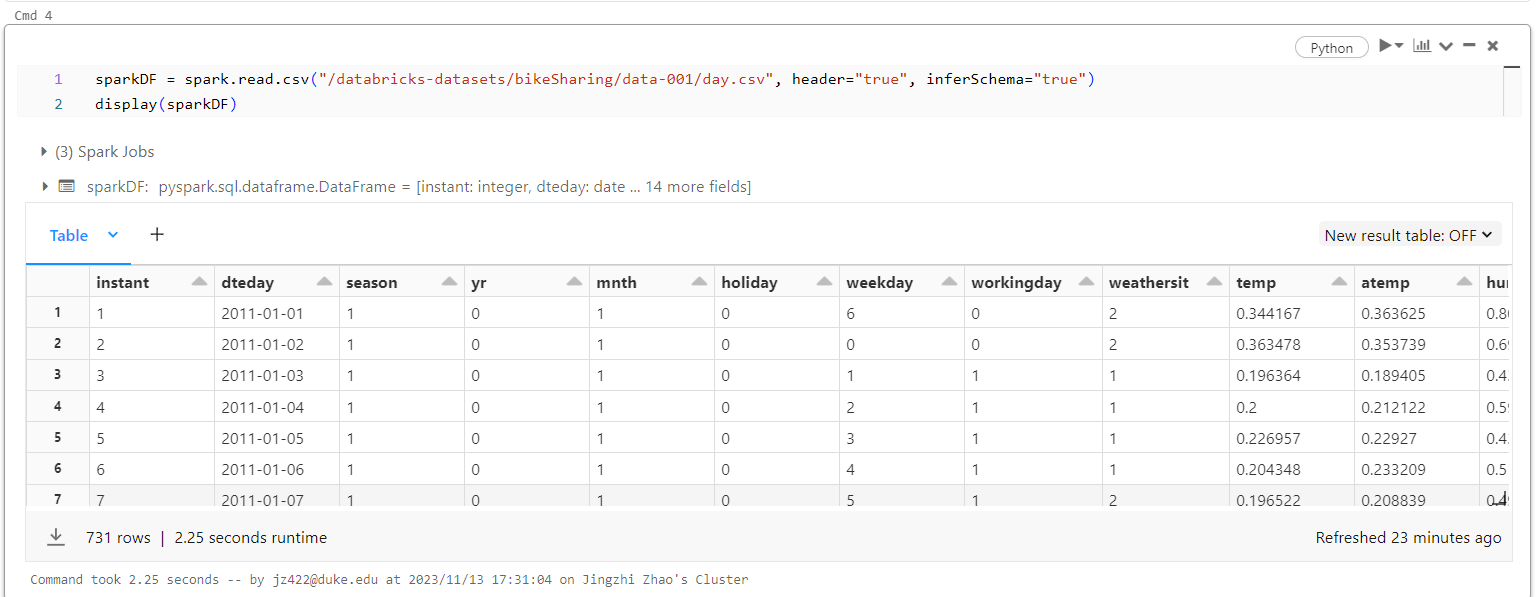 Cmd 4
Python
1 sparkDF = spark.read.csv("/databricks-datasets/bikeSharing/data-001/day.csv", header="true", inferSchema="true")
2 display(sparkDF)
(3) Spark Jobs
sparkDF: pyspark.sql.dataframe.DataFrame = [instant: integer, dteday: date ... 14 more fields]
Table + New result table: OFF
instant dteday season yr mnth holiday weekday workingday weathersit temp atemp
1 1 2011-01-01 1 0 1 0 6 0 2 0.344167 0.363625
2 2 2011-01-02 1 0 1 0 0 0 2 0.363478 0.353739
3 3 2011-01-03 1 0 1 0 1 1 1 0.196364 0.189405
4 4 2011-01-04 1 0 1 0 2 1 1 0.2 0.212122
5 5 2011-01-05 1 0 1 0 3 1 1 0.226957 0.22927
6 6 2011-01-06 1 0 1 0 4 1 1 0.204348 0.233209
7 7 2011-01-07 1 0 1 0 5 1 2 0.196522 0.208839
731 rows | 2.25 seconds runtime Refreshed 23 minutes ago
Command took 2.25 seconds -- by jz422@duke.edu at 2023/11/13 17:31:04 on Jingzhi Zhao's Cluster